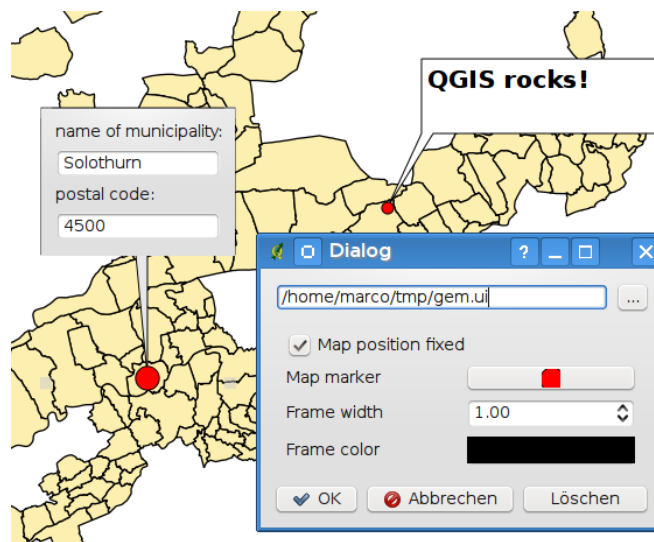 QGIS rocks!
name of municipality:
Solothurn
postal code:
4500
Dialog
?
/home/marco/tmp/gem.ui
...
Map position fixed
Map marker
Frame width
1.00
Frame color
OK
Abbrechen
Löschen